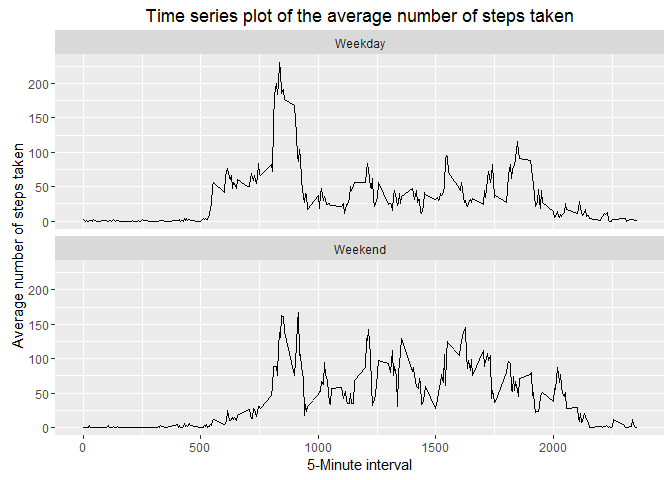 Time series plot of the average number of steps taken
Weekday
200
150
100
50
0
Weekend
200
150
100
50
0
Average number of steps taken
0 500 1000 1500 2000
5-Minute interval